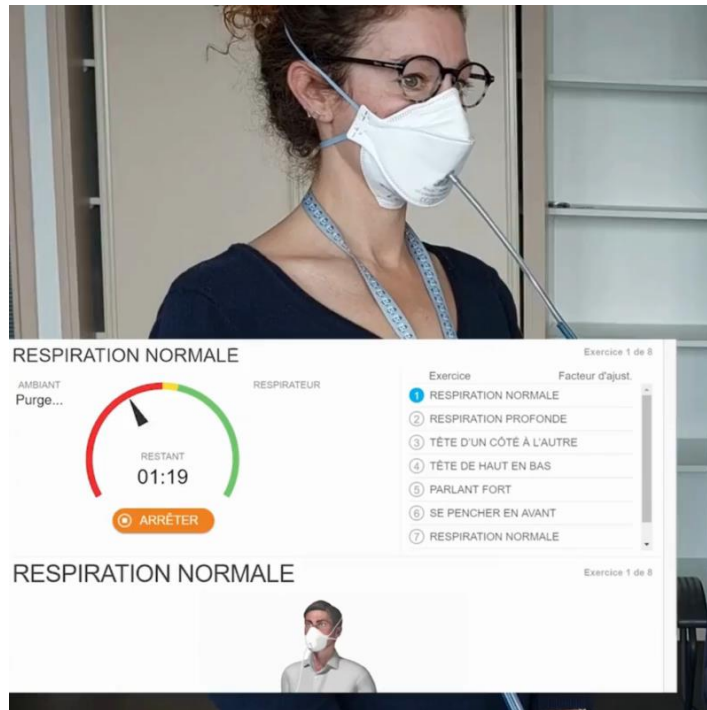 RESPIRATION NORMALE
Exercice 1 de 8
AMBIANT
Purge...
RESPIRATEUR
RESTANT
01:19
ARRÊTER
Exercice Facteur d'ajust.
1 RESPIRATION NORMALE
2 RESPIRATION PROFONDE
3 TÊTE D'UN CÔTÉ À L'AUTRE
4 TÊTE DE HAUT EN BAS
5 PARLANT FORT
6 SE PENCHER EN AVANT
7 RESPIRATION NORMALE
RESPIRATION NORMALE
Exercice 1 de 8